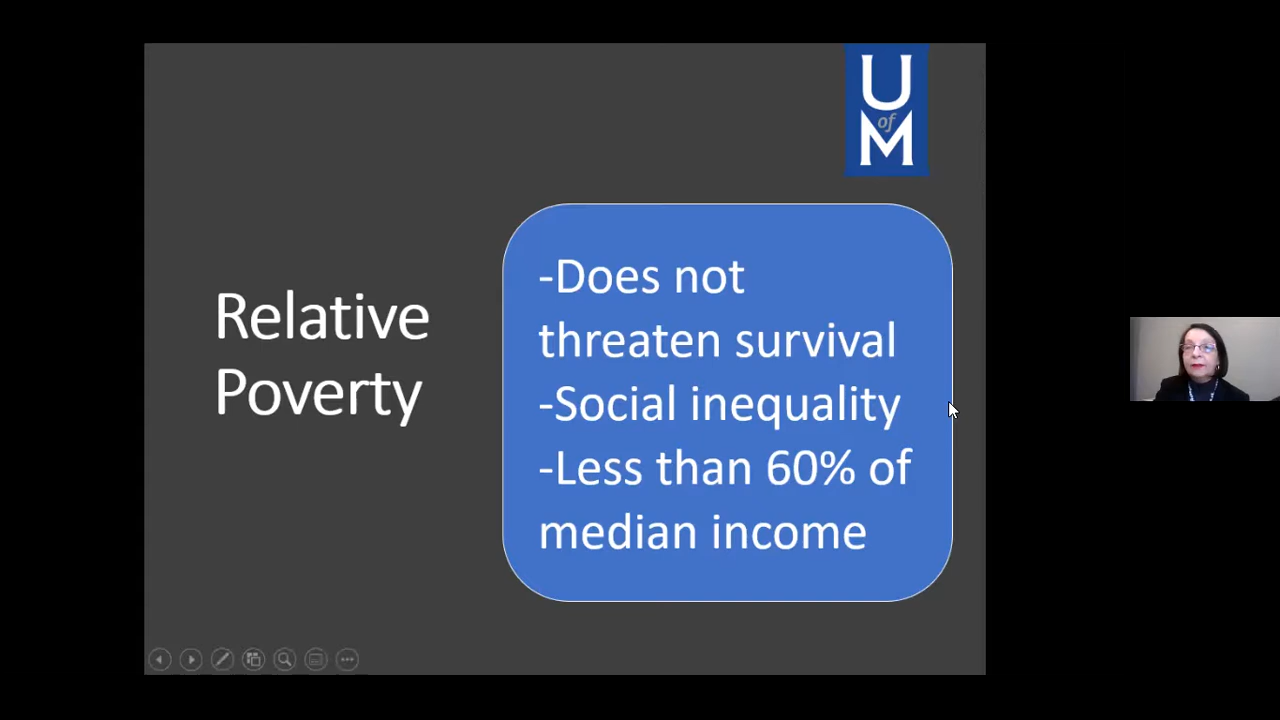 U
of
M
Relative
Poverty
-Does not
threaten survival
-Social inequality
-Less than 60% of
median income